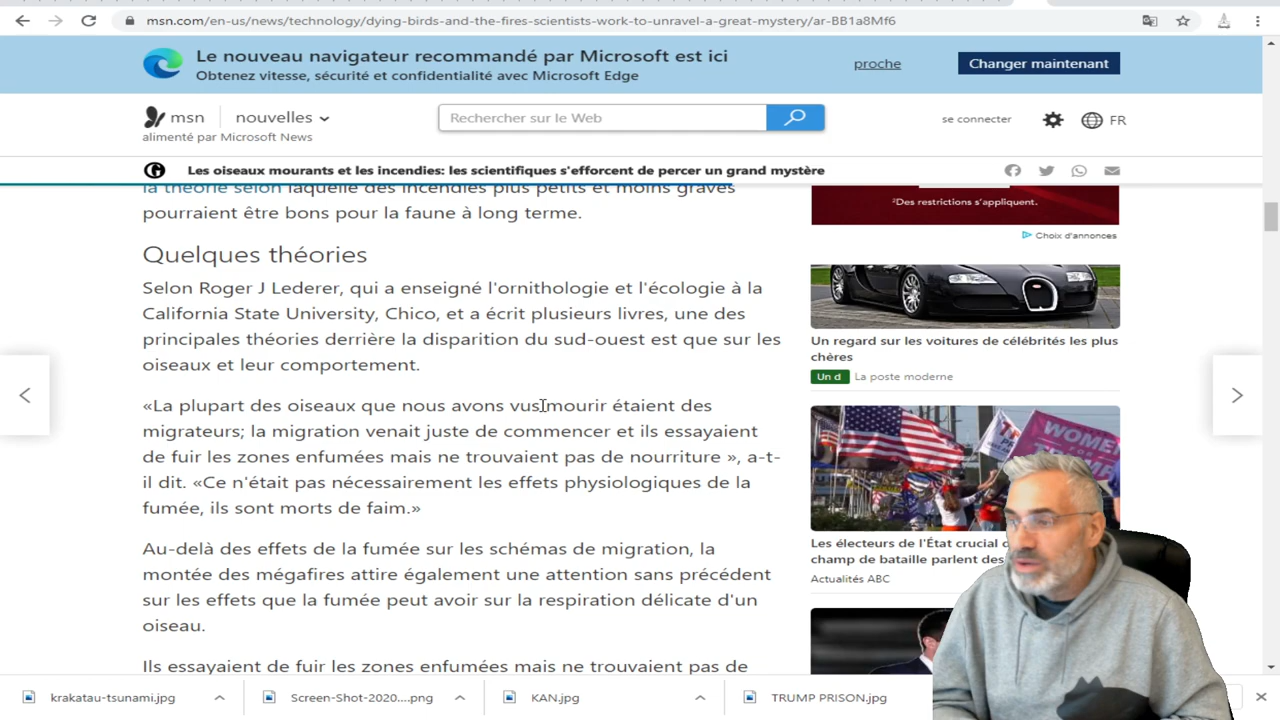 msn.com/en-us/news/technology/dying-birds-and-the-fires-scientists-work-to-unravel-a-great-mystery/ar-BB1a8Mf6
Le nouveau navigateur recommandé par Microsoft est ici
Obtenez vitesse, sécurité et confidentialité avec Microsoft Edge
proche
Changer maintenant
msn
nouvelles
alimenté par Microsoft News
Rechercher sur le Web
se connecter
FR
Les oiseaux mourants et les incendies: les scientifiques s'efforcent de percer un grand mystère
la théorie selon laquelle des incendies plus petits et moins graves
pourraient être bons pour la faune à long terme.
Quelques théories
Selon Roger J Lederer, qui a enseigné l'ornithologie et l'écologie à la
California State University, Chico, et a écrit plusieurs livres, une des
principales théories derrière la disparition du sud-ouest est que sur les
oiseaux et leur comportement.
«La plupart des oiseaux que nous avons vus mourir étaient des
migrateurs; la migration venait juste de commencer et ils essayaient
de fuir les zones enfumées mais ne trouvaient pas de nourriture », a-t-
il dit. «Ce n'était pas nécessairement les effets physiologiques de la
fumée, ils sont morts de faim.»
Au-delà des effets de la fumée sur les schémas de migration, la
montée des mégafires attire également une attention sans précédent
sur les effets que la fumée peut avoir sur la respiration délicate d'un
oiseau.
Ils essayaient de fuir les zones enfumées mais ne trouvaient pas de
²Des restrictions s'appliquent.
Choix d'annonces
Un regard sur les voitures de célébrités les plus
chères
Un d
La poste moderne
WOME
Les électeurs de l'État crucial
champ de bataille parlent des
Actualités ABC
krakatau-tsunami.jpg
Screen-Shot-2020....png
KAN.jpg
TRUMP PRISON.jpg